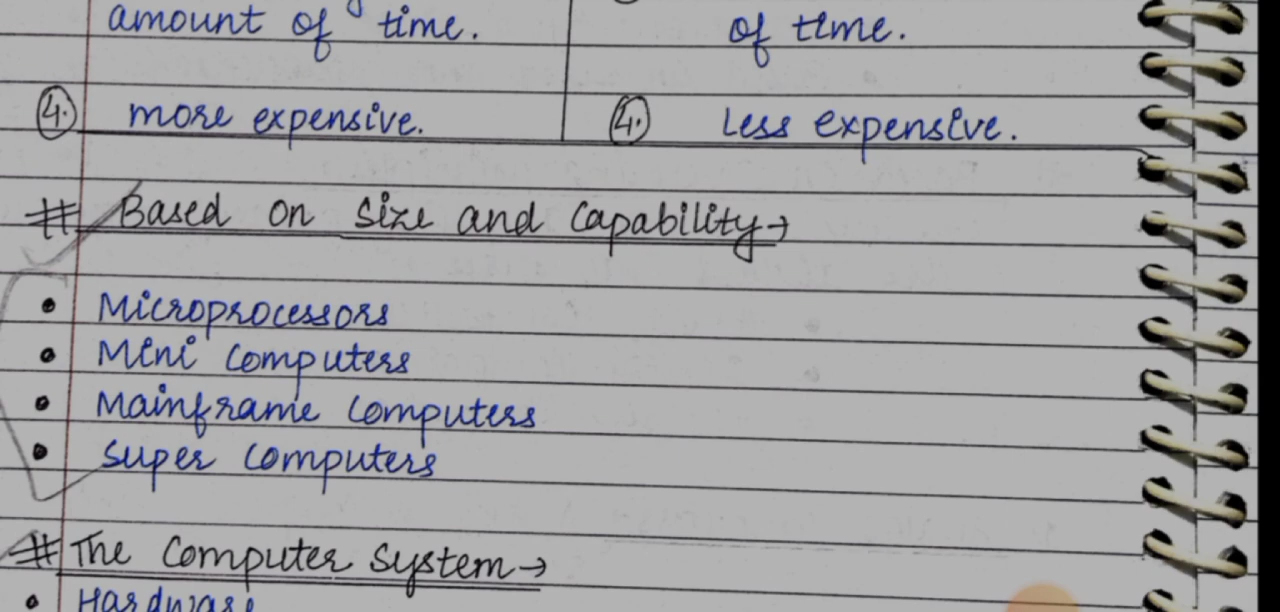 amount of time. of time.
4. more expensive. 4. Less expensive.
# Based on Size and Capability→
• Microprocessors
• Mini Computers
• Mainframe Computers
• Super Computers
# The Computer System→
• Hardware